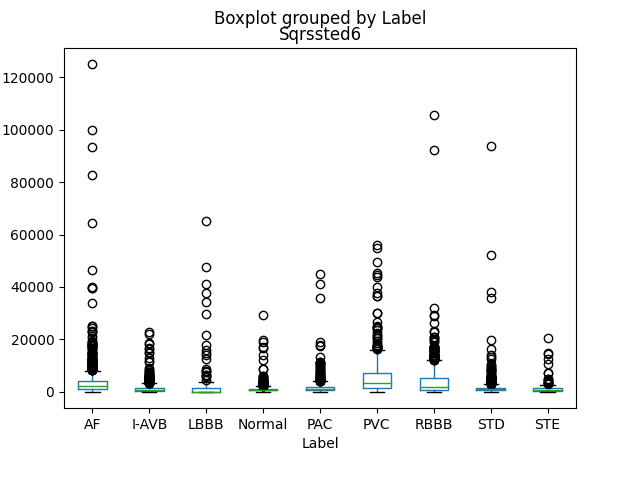 Boxplot grouped by Label
Sqrssted6
120000
100000
80000
60000
40000
20000
0
AF I-AVB LBBB Normal PAC PVC RBBB STD STE
Label